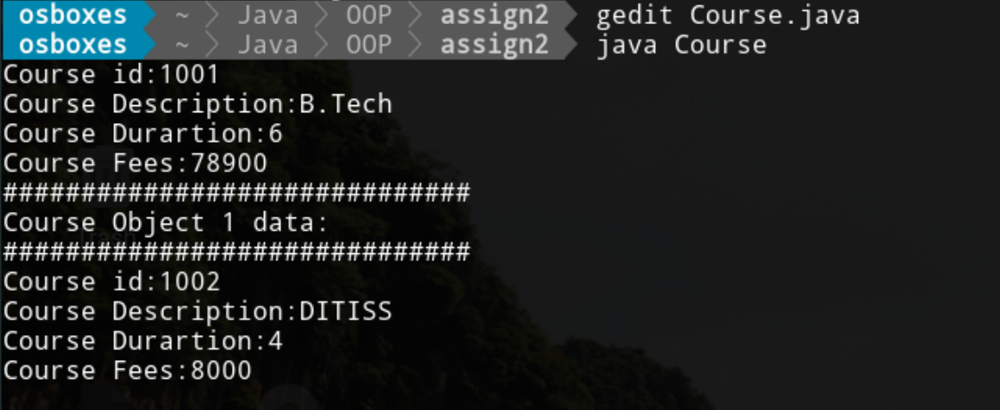 osboxes ~ Java OOP assign2 gedit Course.java
osboxes ~ Java OOP assign2 java Course
Course id:1001
Course Description:B.Tech
Course Durartion:6
Course Fees:78900
##############################
Course Object 1 data:
##############################
Course id:1002
Course Description:DITISS
Course Durartion:4
Course Fees:8000